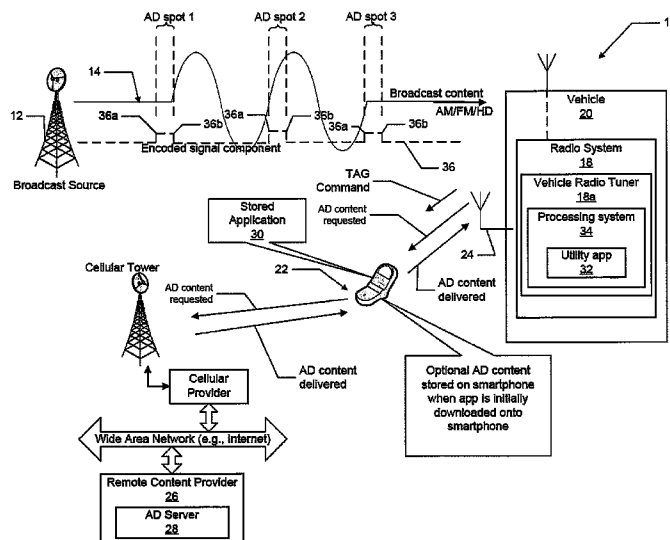 AD spot 1
AD spot 2
AD spot 3
1
14
Broadcast content
AM/FM/HD
12
36a
36b
36a
36b
36a
36b
Encoded signal component
36
Broadcast Source
Vehicle
20
Radio System
18
Vehicle Radio Tuner
18a
Processing system
34
Utility app
32
TAG
Command
AD content
requested
24
AD content
delivered
Stored
Application
30
22
Cellular Tower
AD content
requested
AD content
delivered
Optional AD content
stored on smartphone
when app is initially
downloaded onto
smartphone
Cellular
Provider
Wide Area Network (e.g., Internet)
Remote Content Provider
26
AD Server
28